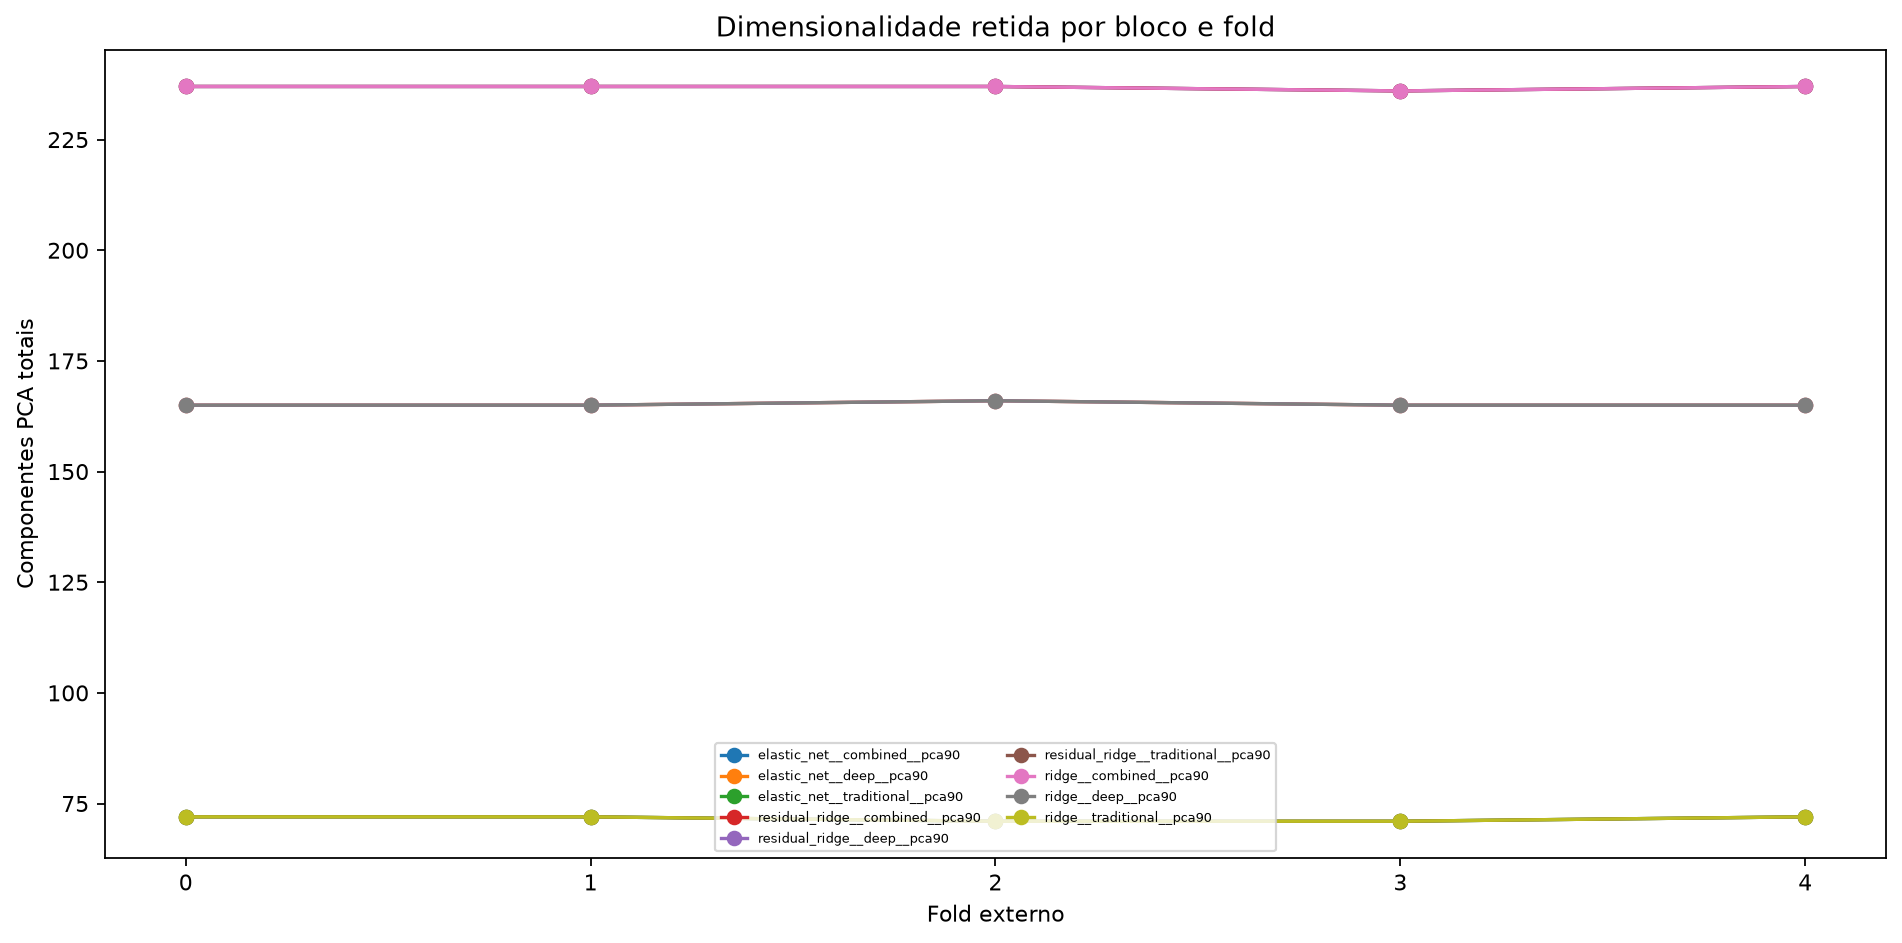 Dimensionalidade retida por bloco e fold
Componentes PCA totais
225
200
175
150
125
100
75
elastic_net__combined__pca90
elastic_net__deep__pca90
elastic_net__traditional__pca90
residual_ridge__combined__pca90
residual_ridge__deep__pca90
residual_ridge__traditional__pca90
ridge__combined__pca90
ridge__deep__pca90
ridge__traditional__pca90
0 1 2 3 4
Fold externo